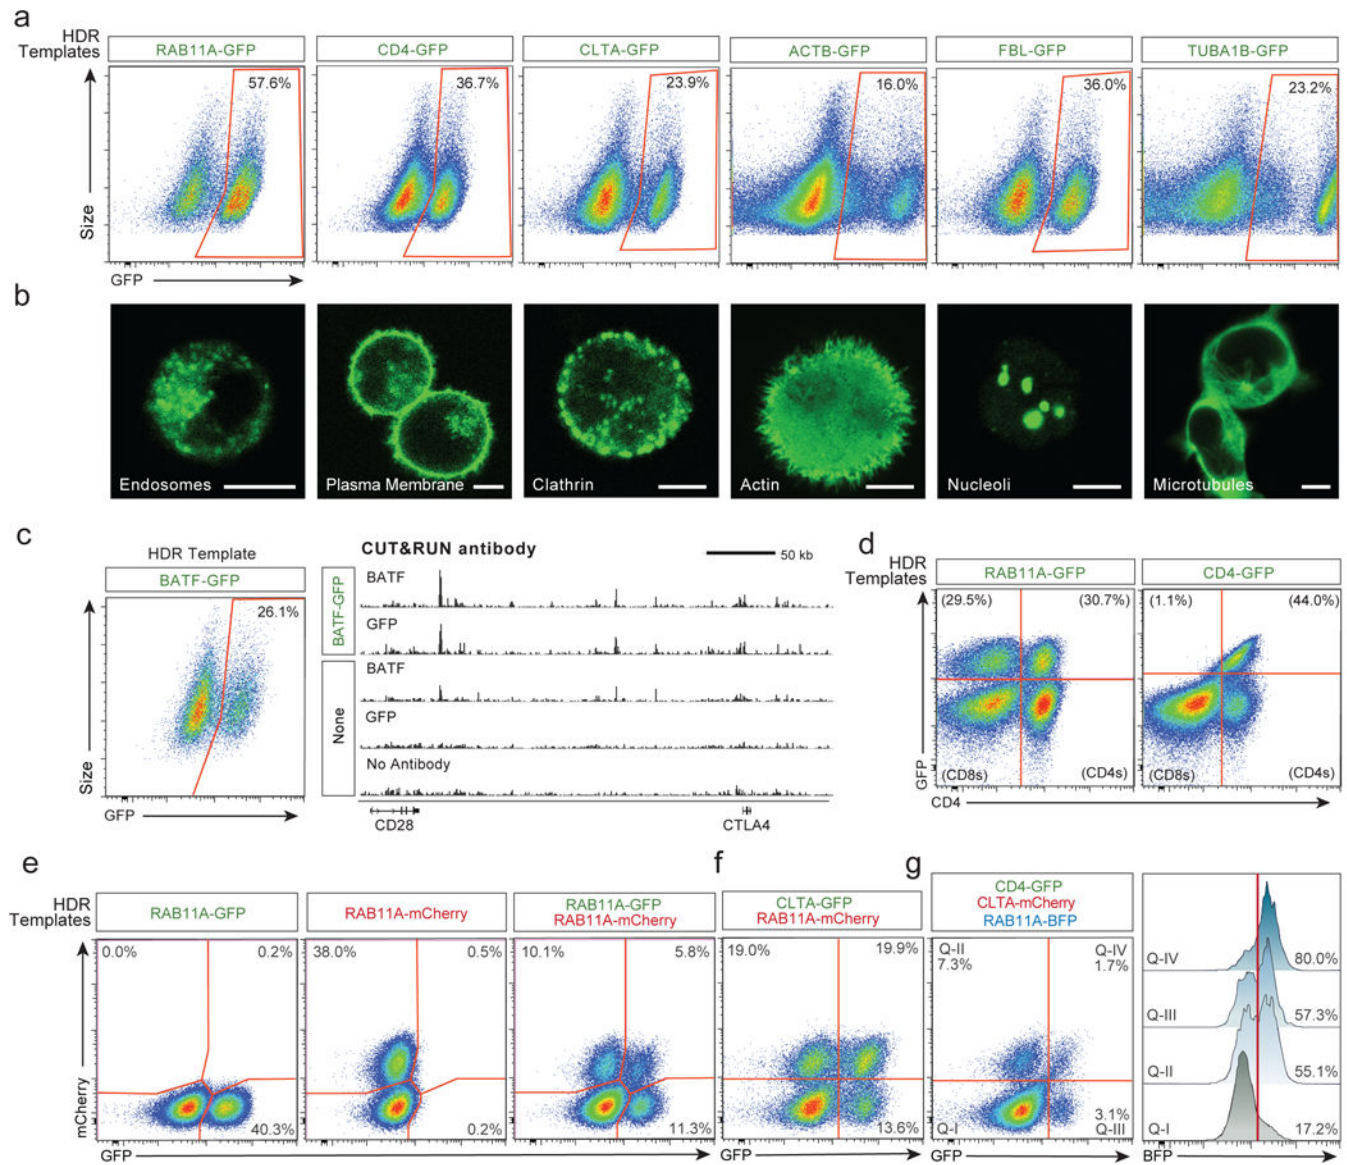 a
HDR
Templates
RAB11A-GFP
CD4-GFP
CLTA-GFP
ACTB-GFP
FBL-GFP
TUBA1B-GFP
57.6%
36.7%
23.9%
16.0%
36.0%
23.2%
Size
GFP
b
Endosomes
Plasma Membrane
Clathrin
Actin
Nucleoli
Microtubules
c
HDR Template
BATF-GFP
26.1%
Size
GFP
CUT&RUN antibody
50 kb
BATF-GFP
BATF
GFP
None
BATF
GFP
No Antibody
CD28
CTLA4
d
HDR
Templates
RAB11A-GFP
CD4-GFP
(29.5%)
(30.7%)
(1.1%)
(44.0%)
GFP
(CD8s)
(CD4s)
(CD8s)
(CD4s)
CD4
e
HDR
Templates
RAB11A-GFP
RAB11A-mCherry
RAB11A-GFP
RAB11A-mCherry
0.0%
0.2%
40.3%
38.0%
0.5%
0.2%
10.1%
5.8%
11.3%
mCherry
GFP
f
CLTA-GFP
RAB11A-mCherry
19.0%
19.9%
13.6%
GFP
g
CD4-GFP
CLTA-mCherry
RAB11A-BFP
Q-II
7.3%
Q-IV
1.7%
Q-I
3.1%
Q-III
GFP
Q-IV
80.0%
Q-III
57.3%
Q-II
55.1%
Q-I
17.2%
BFP